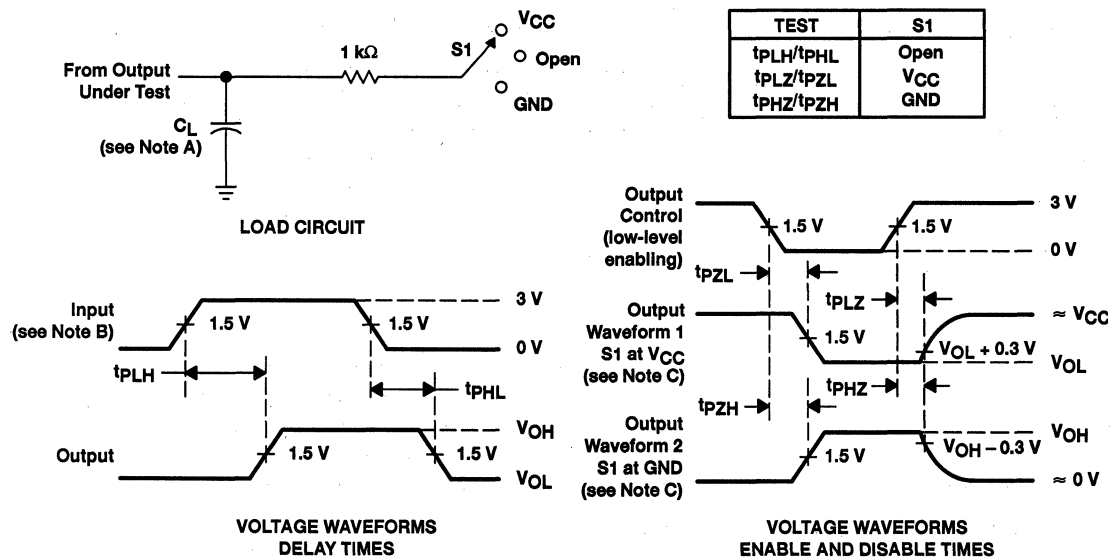 VCC
1 kΩ
S1
Open
From Output
Under Test
GND
CL
(see Note A)
LOAD CIRCUIT
TEST S1
tPLH/tPHL Open
tPLZ/tPZL VCC
tPHZ/tPZH GND
Input
(see Note B)
3 V
1.5 V
1.5 V
0 V
tPLH
tPHL
Output
VOH
1.5 V
1.5 V
VOL
VOLTAGE WAVEFORMS
DELAY TIMES
Output
Control
(low-level
enabling)
3 V
1.5 V
1.5 V
0 V
tPZL
tPLZ
Output
Waveform 1
S1 at VCC
(see Note C)
≈ VCC
1.5 V
VOL + 0.3 V
VOL
tPHZ
tPZH
Output
Waveform 2
S1 at GND
(see Note C)
VOH
1.5 V
VOH – 0.3 V
≈ 0 V
VOLTAGE WAVEFORMS
ENABLE AND DISABLE TIMES